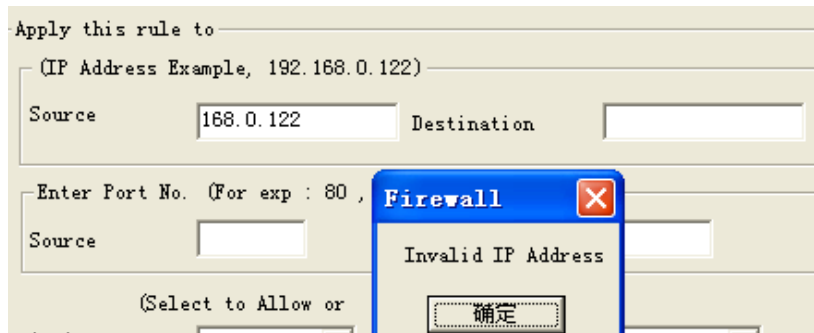 Apply this rule to
(IP Address Example, 192.168.0.122)
Source 168.0.122 Destination
Enter Port No. (For exp : 80 ,
Firewall
Source
Invalid IP Address
(Select to Allow or
确定